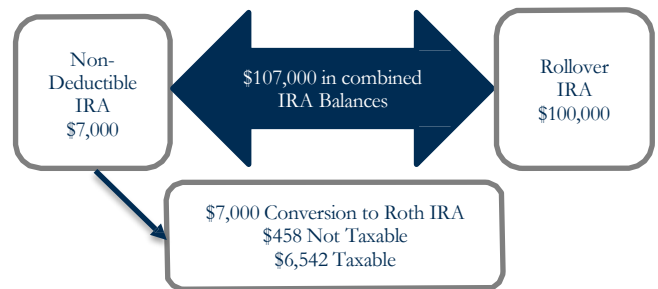 Non-
Deductible
IRA
$7,000
$107,000 in combined
IRA Balances
Rollover
IRA
$100,000
$7,000 Conversion to Roth IRA
$458 Not Taxable
$6,542 Taxable